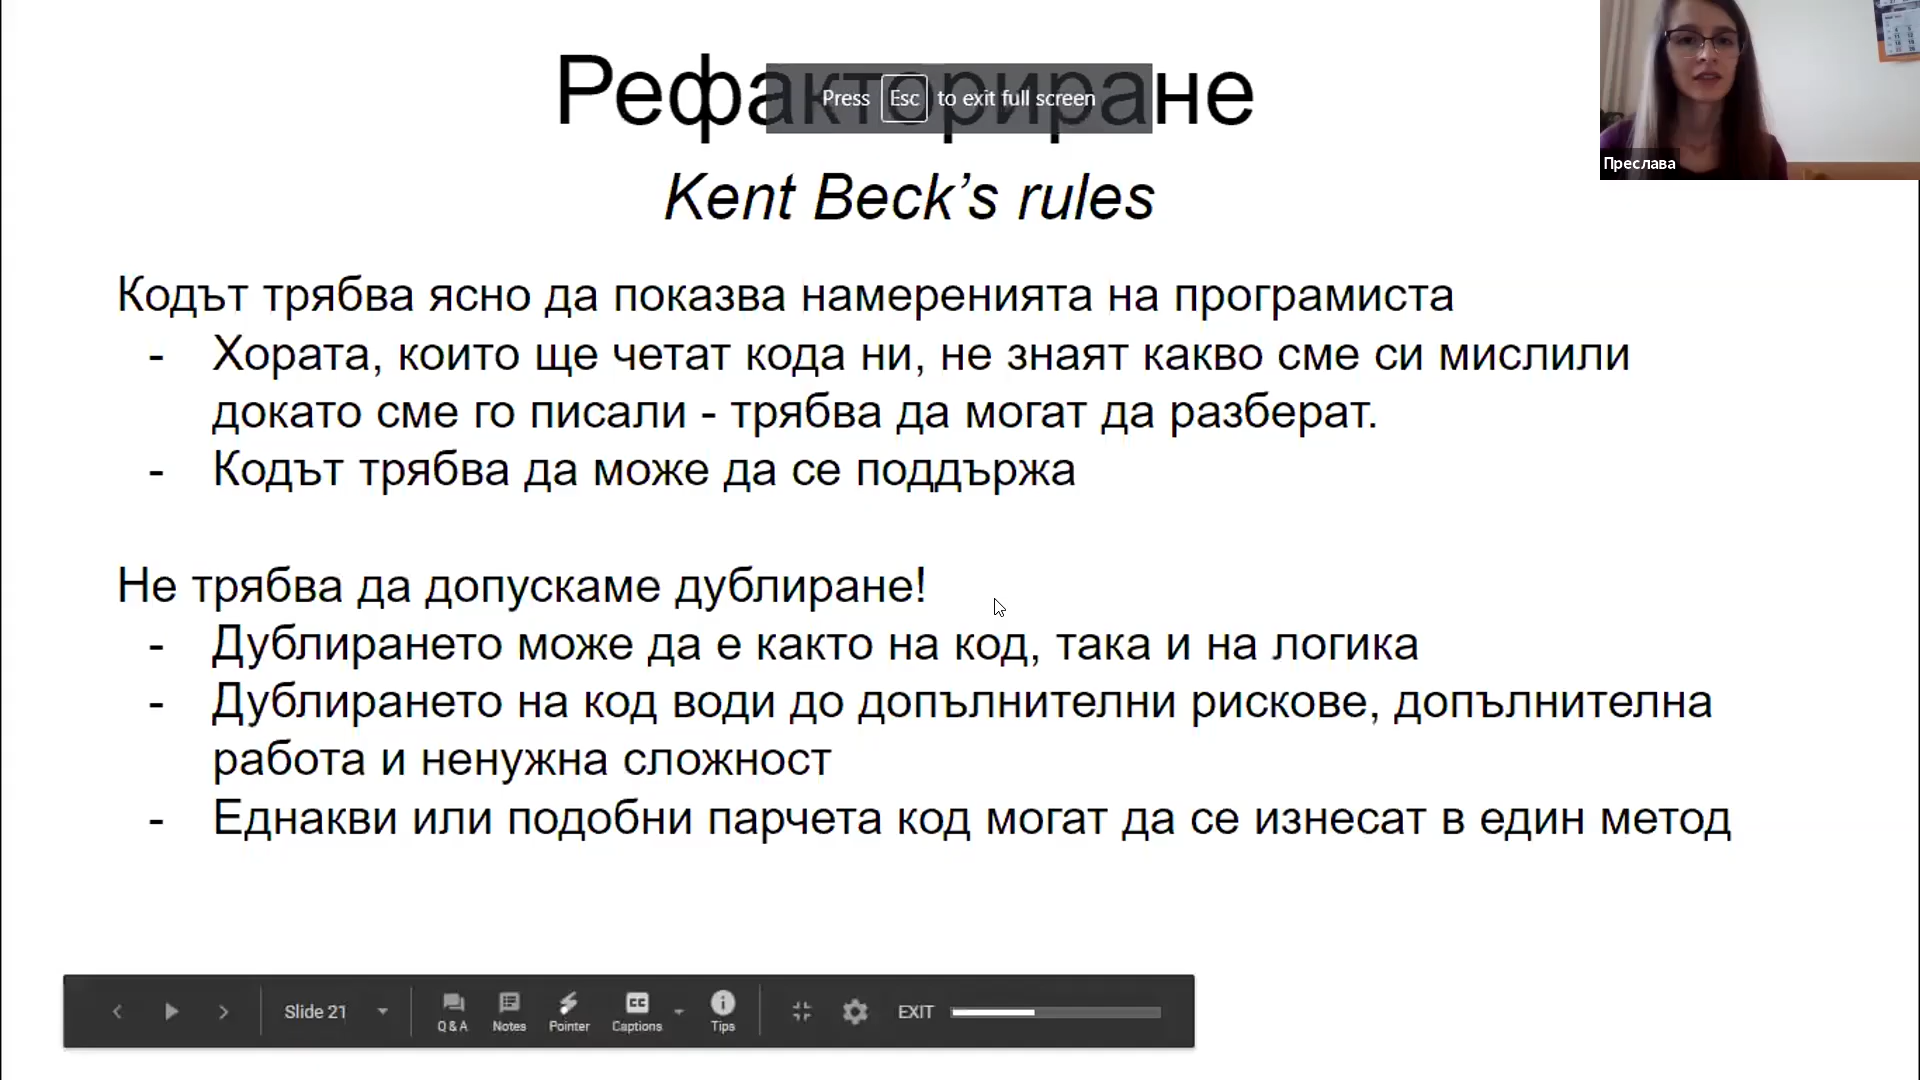 Рефакториране
Press Esc to exit full screen
Преслава
Kent Beck’s rules
Кодът трябва ясно да показва намеренията на програмиста
- Хората, които ще четат кода ни, не знаят какво сме си мислили
докато сме го писали - трябва да могат да разберат.
- Кодът трябва да може да се поддържа
Не трябва да допускаме дублиране!
- Дублирането може да е както на код, така и на логика
- Дублирането на код води до допълнителни рискове, допълнителна
работа и ненужна сложност
- Еднакви или подобни парчета код могат да се изнесат в един метод
Slide 21 Q & A Notes Pointer Captions Tips EXIT